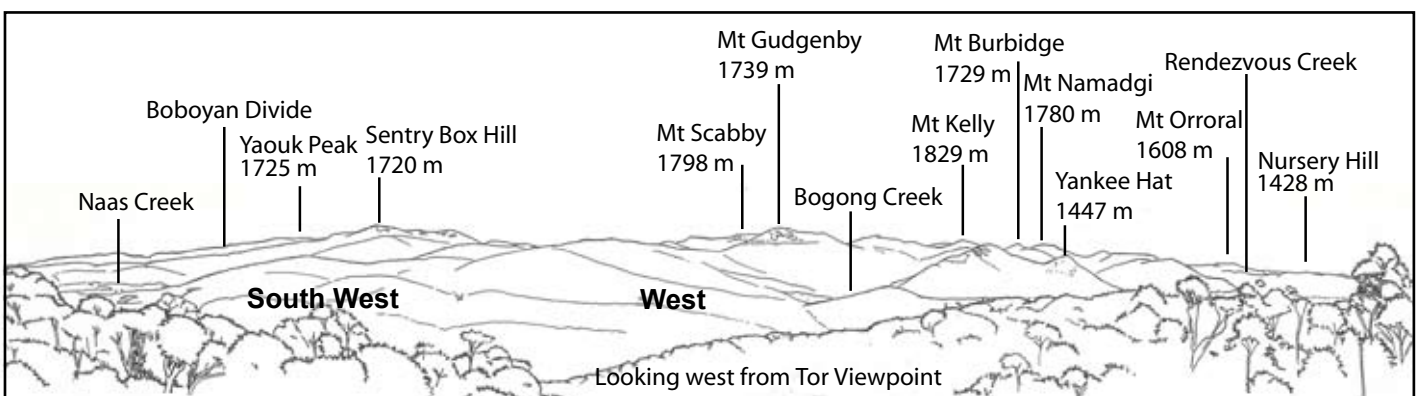 Naas Creek
Boboyan Divide
Yaouk Peak
1725 m
Sentry Box Hill
1720 m
Mt Scabby
1798 m
Mt Gudgenby
1739 m
Bogong Creek
Mt Kelly
1829 m
Mt Burbidge
1729 m
Mt Namadgi
1780 m
Yankee Hat
1447 m
Mt Orroral
1608 m
Rendezvous Creek
Nursery Hill
1428 m
South West
West
Looking west from Tor Viewpoint